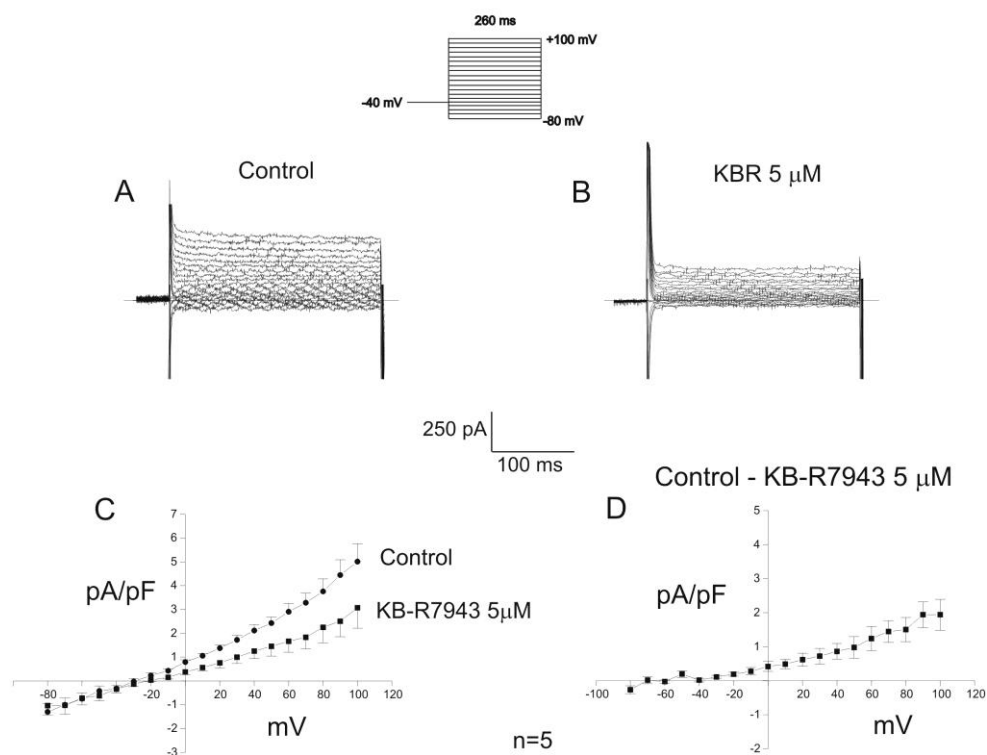 260 ms
+100 mV
-40 mV
-80 mV
A
Control
B
KBR 5 μM
250 pA
100 ms
Control - KB-R7943 5 μM
C
7
6
5
4
3
2
1
-1
-2
-3
pA/pF
Control
KB-R7943 5μM
-80
-20
0
20
40
60
80
100
120
mV
n=5
D
5
4
3
2
1
-1
-2
pA/pF
-100
-80
-60
-40
-20
0
20
40
60
80
100
120
mV